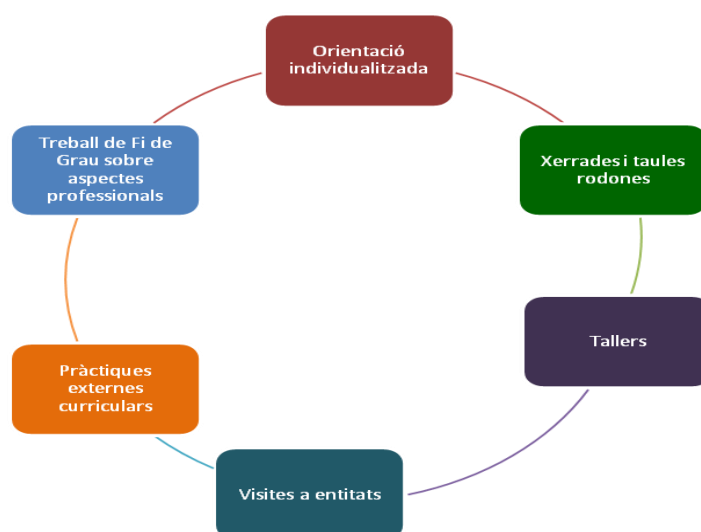 Orientació
individualitzada
Xerrades i taules
rodones
Tallers
Visites a entitats
Pràctiques
externes
curriculars
Treball de Fi de
Grau sobre
aspectes
professionals